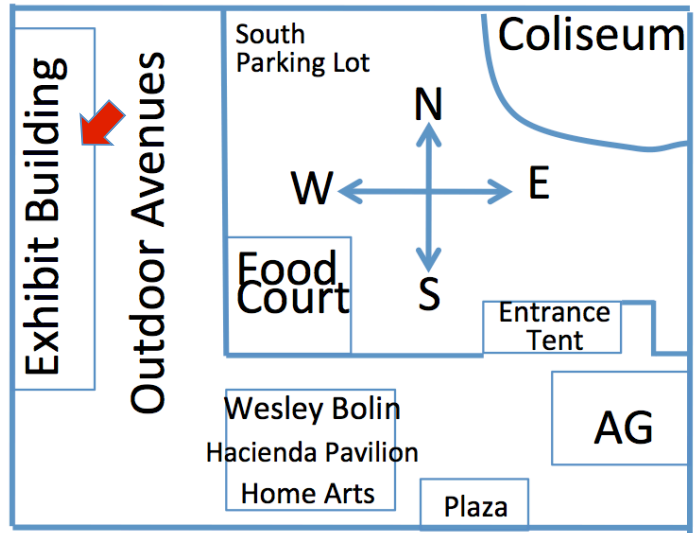 Exhibit Building
Outdoor Avenues
South
Parking Lot
Coliseum
N
W
E
S
Food
Court
Entrance
Tent
Wesley Bolin
Hacienda Pavilion
Home Arts
AG
Plaza